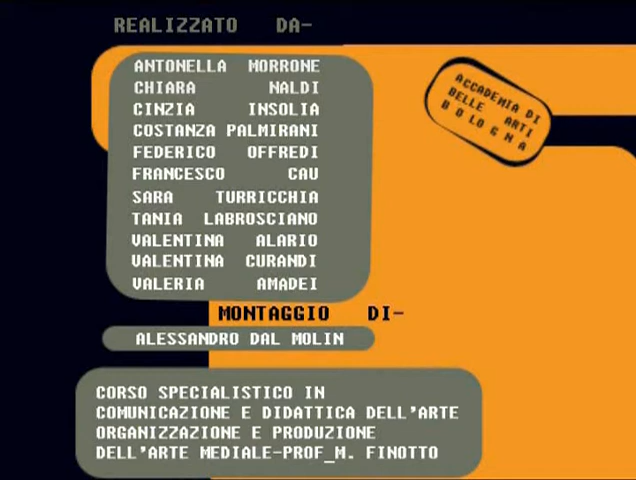 REALIZZATO DA-
ANTONELLA MORRONE
CHIARA NALDI
CINZIA INSOLIA
COSTANZA PALMIRANI
FEDERICO OFFREDI
FRANCESCO CAU
SARA TURRICCHIA
TANIA LABROSCIANO
VALENTINA ALARIO
VALENTINA CURANDI
VALERIA AMADEI
ACCADEMIA DI
BELLE ARTI
BOLOGNA
MONTAGGIO DI-
ALESSANDRO DAL MOLIN
CORSO SPECIALISTICO IN
COMUNICAZIONE E DIDATTICA DELL'ARTE
ORGANIZZAZIONE E PRODUZIONE
DELL'ARTE MEDIALE-PROF_M. FINOTTO